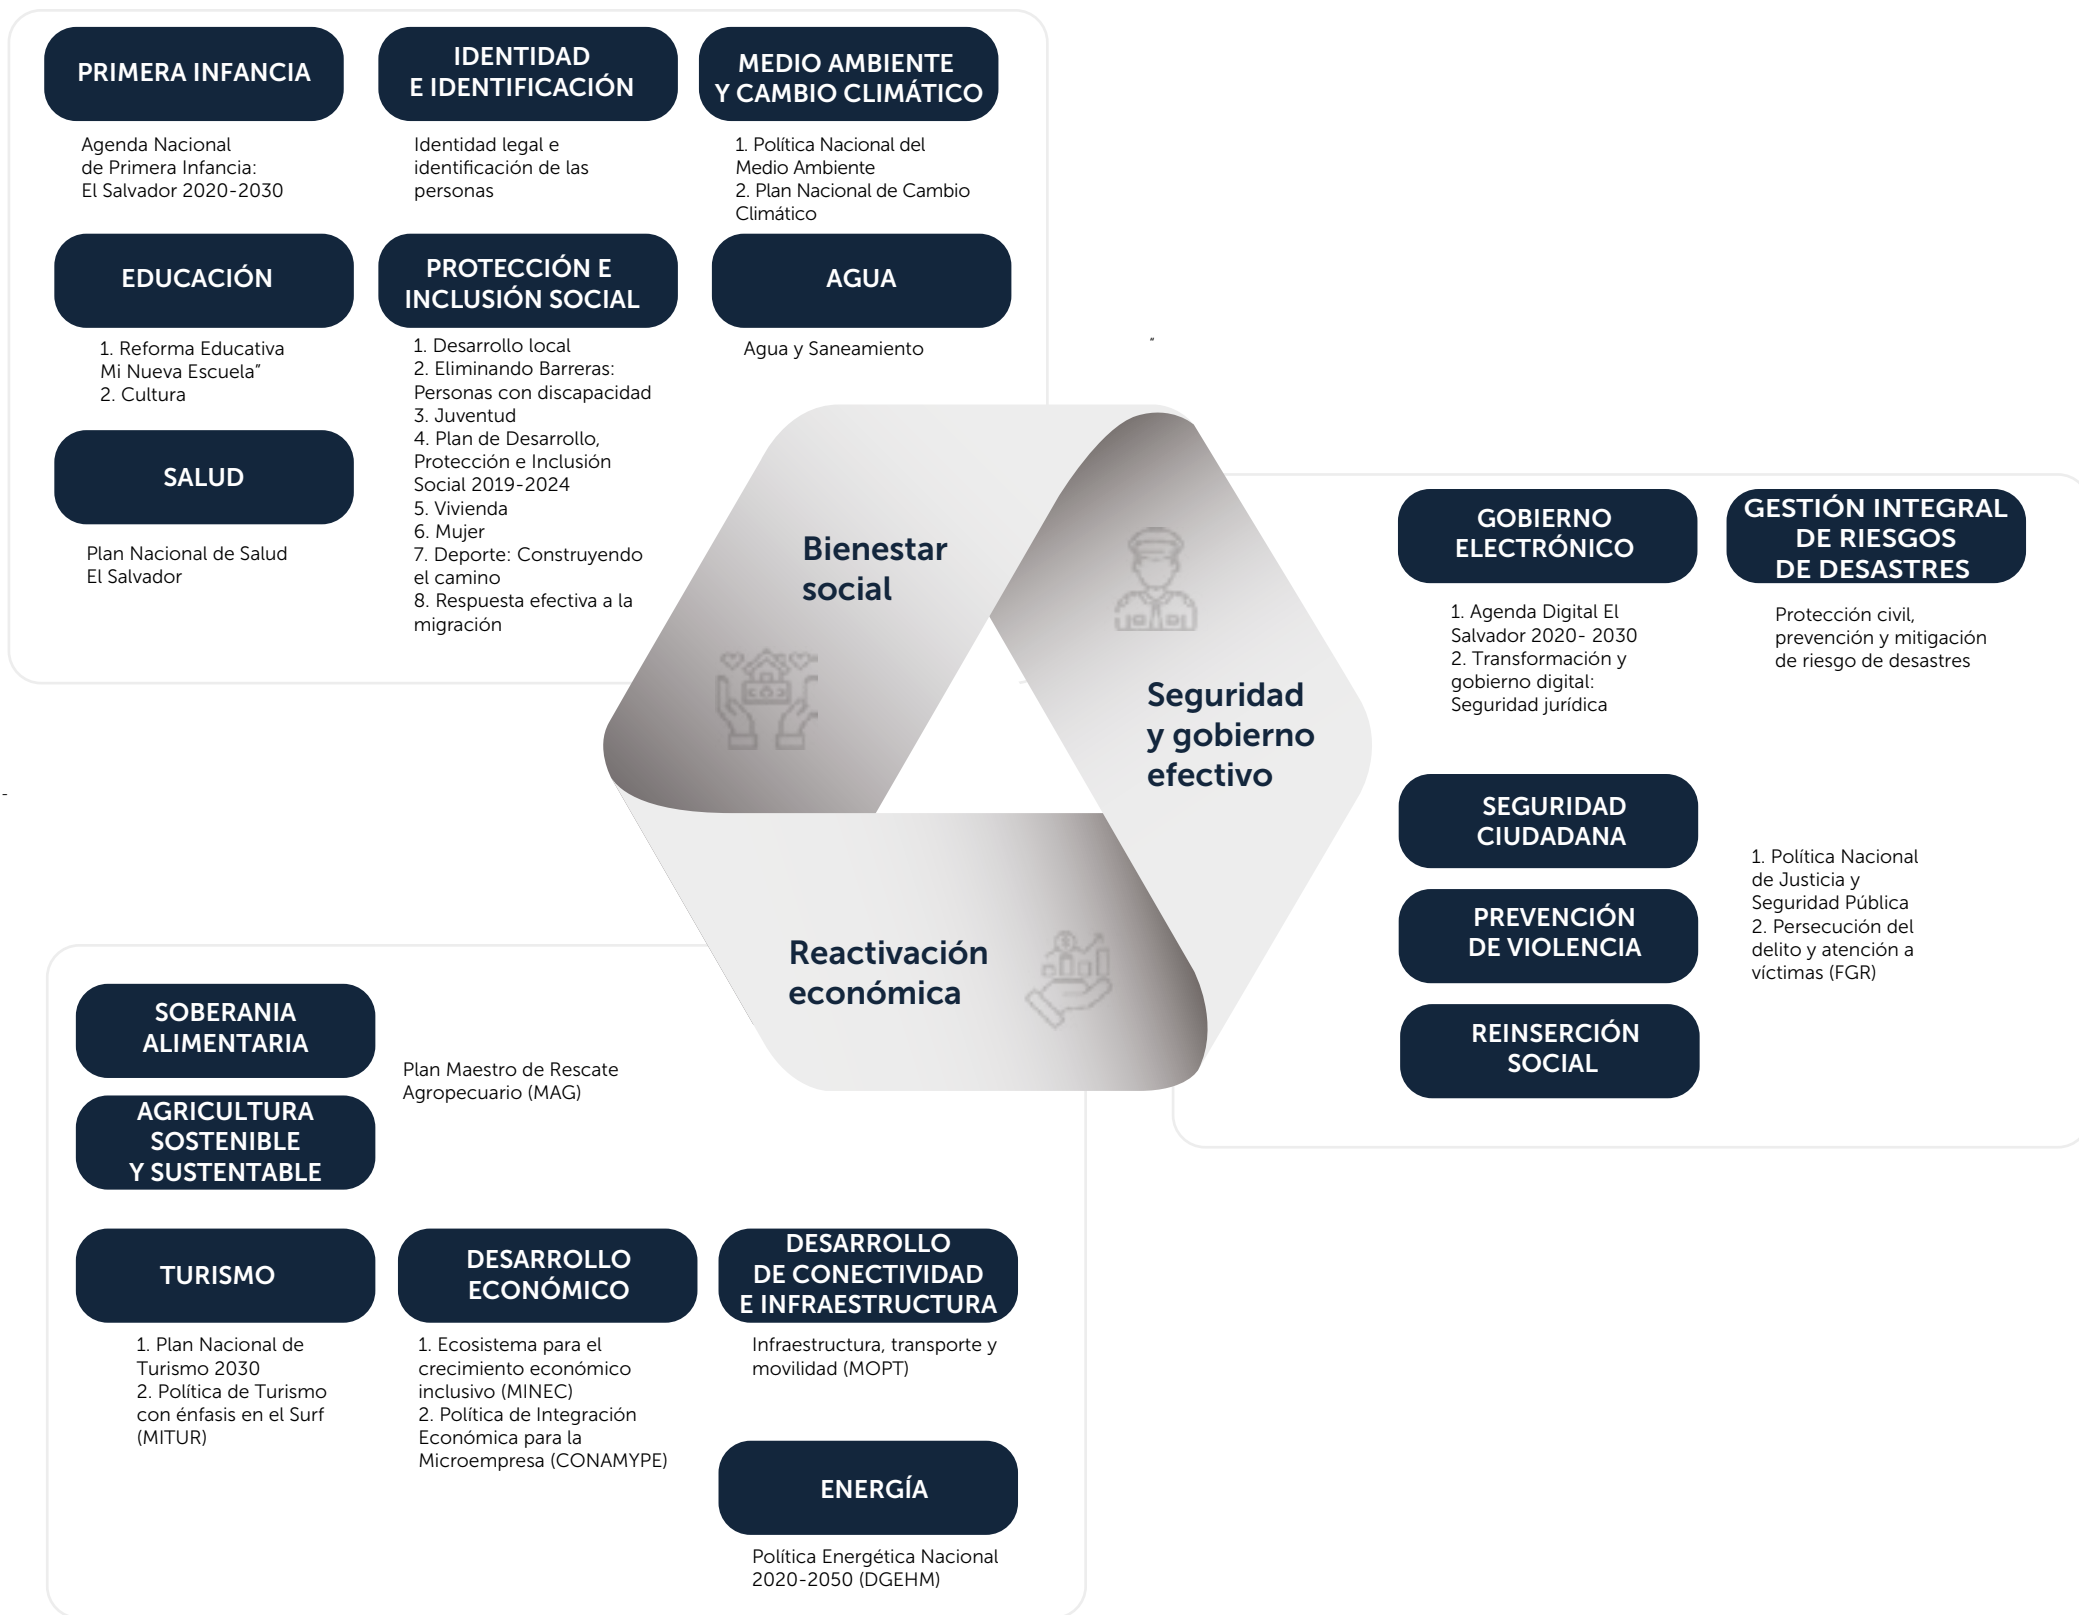 PRIMERA INFANCIA
Agenda Nacional
de Primera Infancia:
El Salvador 2020-2030
IDENTIDAD
E IDENTIFICACIÓN
Identidad legal e
identificación de las
personas
MEDIO AMBIENTE
Y CAMBIO CLIMÁTICO
1. Política Nacional del
Medio Ambiente
2. Plan Nacional de Cambio
Climático
EDUCACIÓN
1. Reforma Educativa
Mi Nueva Escuela”
2. Cultura
PROTECCIÓN E
INCLUSIÓN SOCIAL
1. Desarrollo local
2. Eliminando Barreras:
Personas con discapacidad
3. Juventud
4. Plan de Desarrollo,
Protección e Inclusión
Social 2019-2024
5. Vivienda
6. Mujer
7. Deporte: Construyendo
el camino
8. Respuesta efectiva a la
migración
AGUA
Agua y Saneamiento
“
SALUD
Plan Nacional de Salud
El Salvador
Bienestar
social
Seguridad
y gobierno
efectivo
Reactivación
económica
GOBIERNO
ELECTRÓNICO
1. Agenda Digital El
Salvador 2020- 2030
2. Transformación y
gobierno digital:
Seguridad jurídica
GESTIÓN INTEGRAL
DE RIESGOS
DE DESASTRES
Protección civil,
prevención y mitigación
de riesgo de desastres
-
SEGURIDAD
CIUDADANA
PREVENCIÓN
DE VIOLENCIA
REINSERCIÓN
SOCIAL
1. Política Nacional
de Justicia y
Seguridad Pública
2. Persecución del
delito y atención a
víctimas (FGR)
SOBERANIA
ALIMENTARIA
AGRICULTURA
SOSTENIBLE
Y SUSTENTABLE
Plan Maestro de Rescate
Agropecuario (MAG)
TURISMO
1. Plan Nacional de
Turismo 2030
2. Política de Turismo
con énfasis en el Surf
(MITUR)
DESARROLLO
ECONÓMICO
1. Ecosistema para el
crecimiento económico
inclusivo (MINEC)
2. Política de Integración
Económica para la
Microempresa (CONAMYPE)
DESARROLLO
DE CONECTIVIDAD
E INFRAESTRUCTURA
Infraestructura, transporte y
movilidad (MOPT)
ENERGÍA
Política Energética Nacional
2020-2050 (DGEHM)